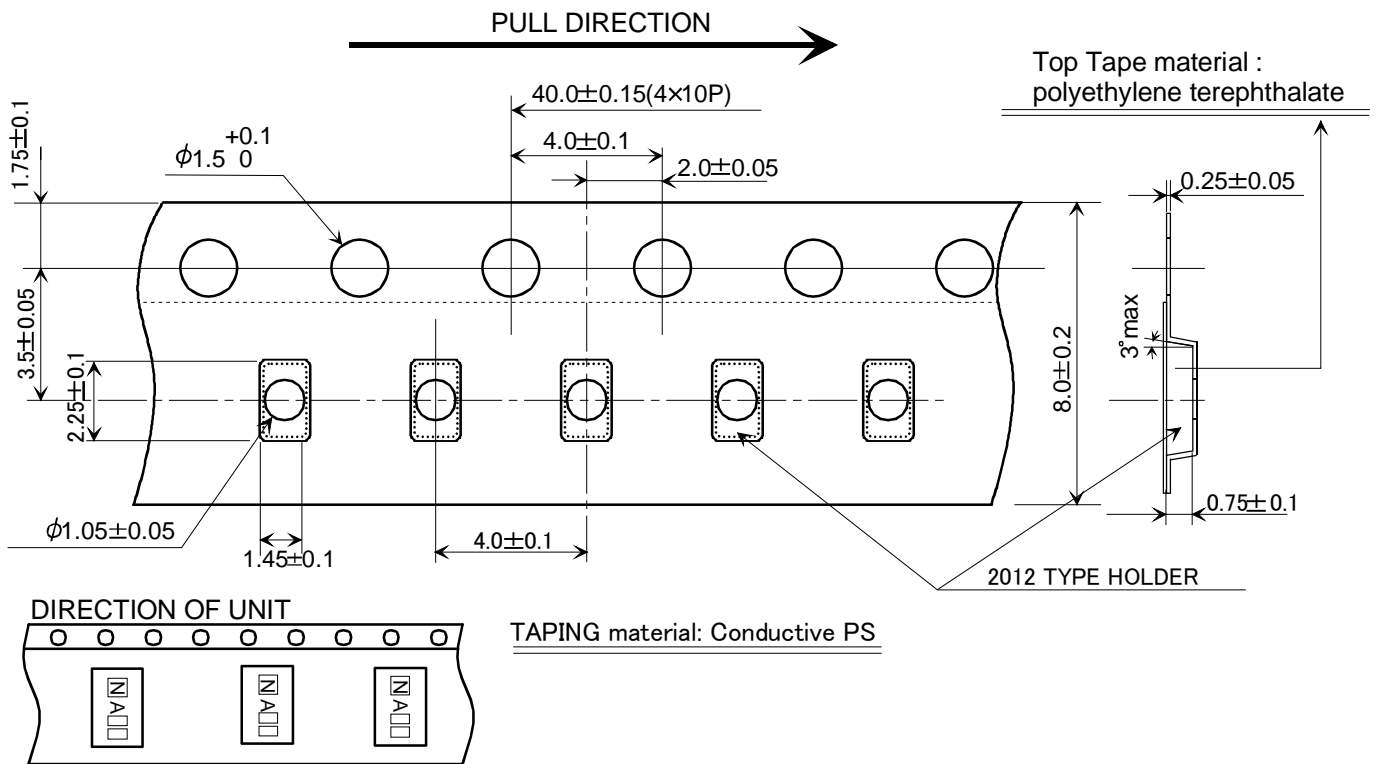 PULL DIRECTION
Top Tape material :
polyethylene terephthalate
40.0±0.15(4×10P)
1.75±0.1
+0.1
ϕ1.5 0
4.0±0.1
2.0±0.05
0.25±0.05
3.5±0.05
2.25±0.1
8.0±0.2
3°max
ϕ1.05±0.05
1.45±0.1
4.0±0.1
0.75±0.1
2012 TYPE HOLDER
DIRECTION OF UNIT
TAPING material: Conductive PS
NA□□
NA□□
NA□□